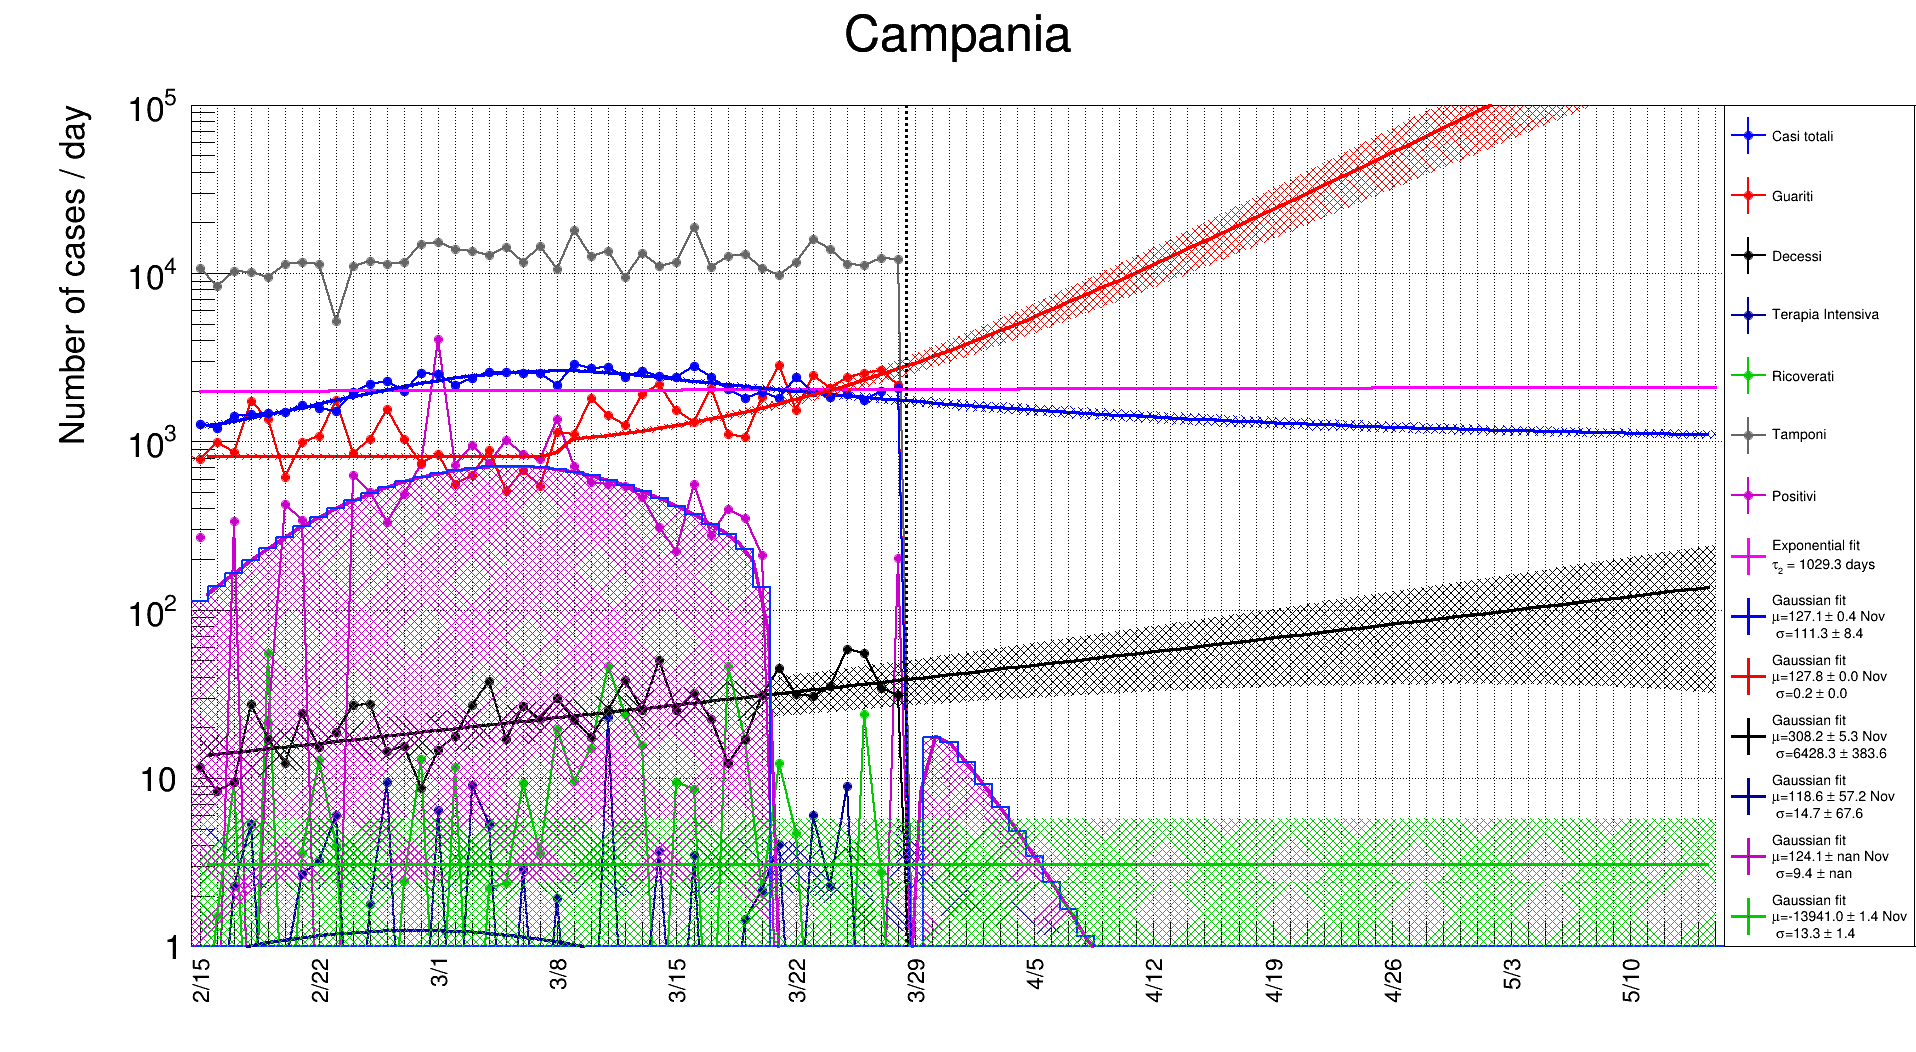 Campania
Number of cases / day
10^5
10^4
10^3
10^2
10
1
2/15
2/22
3/1
3/8
3/15
3/22
3/29
4/5
4/12
4/19
4/26
5/3
5/10
Casi totali
Guariti
Decessi
Terapia Intensiva
Ricoverati
Tamponi
Positivi
Exponential fit
τ₂ = 1029.3 days
Gaussian fit
μ=127.1 ± 0.4 Nov
σ=111.3 ± 8.4
Gaussian fit
μ=127.8 ± 0.0 Nov
σ=0.2 ± 0.0
Gaussian fit
μ=308.2 ± 5.3 Nov
σ=6428.3 ± 383.6
Gaussian fit
μ=118.6 ± 57.2 Nov
σ=14.7 ± 67.6
Gaussian fit
μ=124.1 ± nan Nov
σ=9.4 ± nan
Gaussian fit
μ=-13941.0 ± 1.4 Nov
σ=13.3 ± 1.4